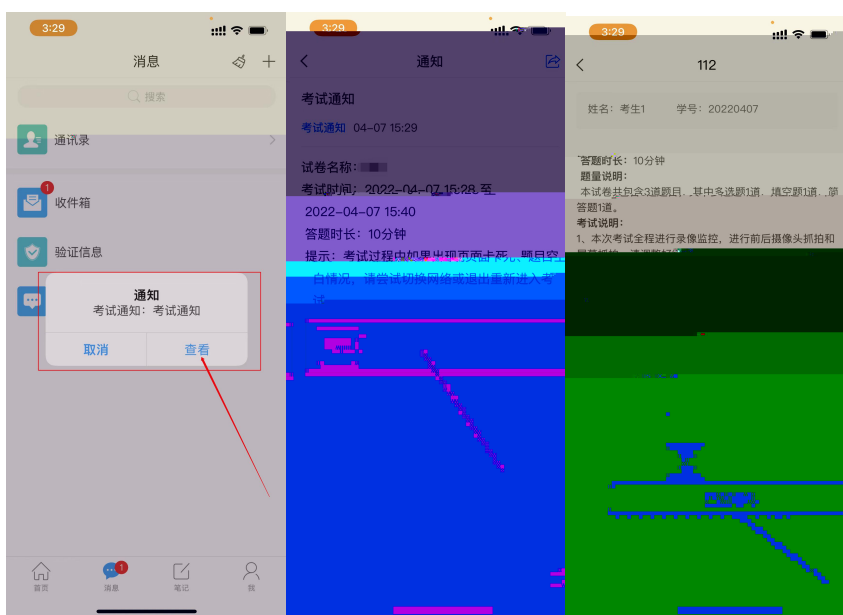 3:29
消息
搜索
通讯录
1
收件箱
验证信息
通知
考试通知：考试通知
取消
查看
首页
1
消息
笔记
我
3:29
通知
考试通知
考试通知 04-07 15:29
试卷名称：
考试时间：2022-04-07 15:28 至
2022-04-07 15:40
答题时长：10分钟
提示：考试过程中如果出现页面卡死、题目空
白情况，请尝试切换网络或退出重新进入考
试
3:29
112
姓名：考生1 学号：20220407
答题时长：10分钟
题量说明：
本试卷共包含3道题目，其中多选题1道，填空题1道，简
答题1道。
考试说明：
1、本次考试全程进行录像监控，进行前后摄像头抓拍和